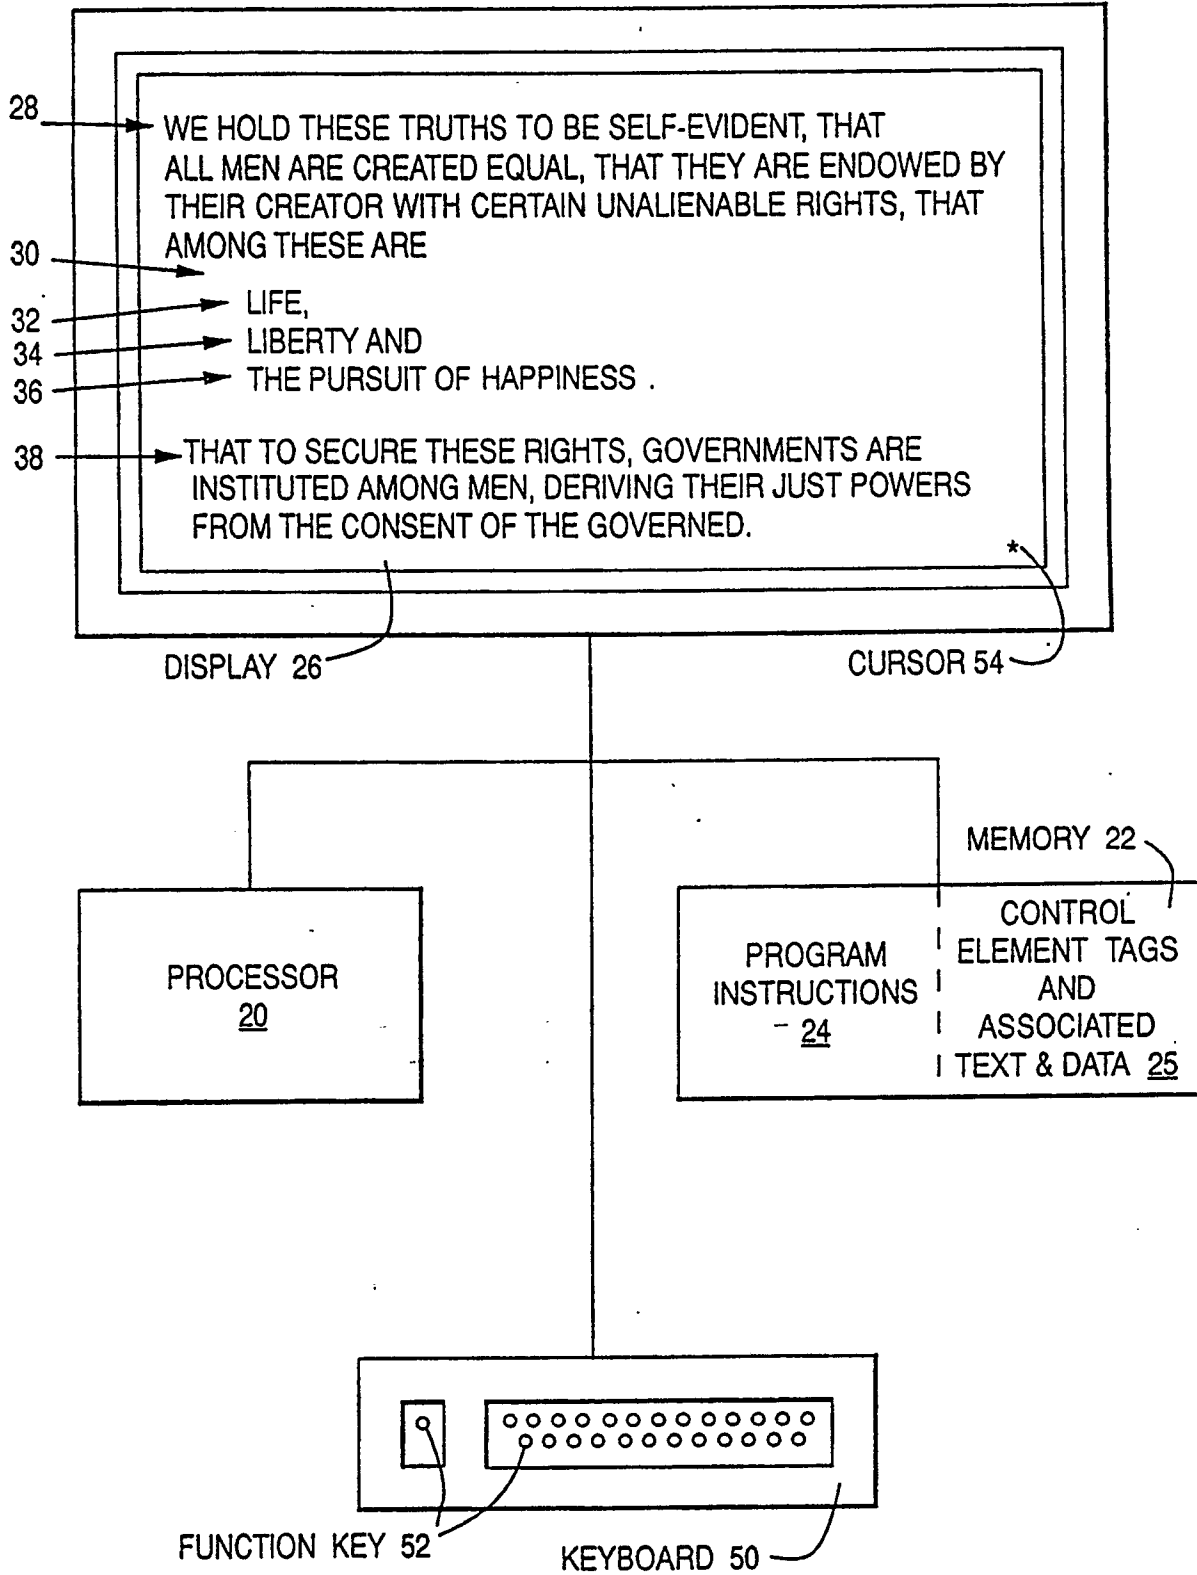 28
WE HOLD THESE TRUTHS TO BE SELF-EVIDENT, THAT
ALL MEN ARE CREATED EQUAL, THAT THEY ARE ENDOWED BY
THEIR CREATOR WITH CERTAIN UNALIENABLE RIGHTS, THAT
AMONG THESE ARE
30
32
LIFE,
34
LIBERTY AND
36
THE PURSUIT OF HAPPINESS .
38
THAT TO SECURE THESE RIGHTS, GOVERNMENTS ARE
INSTITUTED AMONG MEN, DERIVING THEIR JUST POWERS
FROM THE CONSENT OF THE GOVERNED.
*
DISPLAY 26
CURSOR 54
PROCESSOR
20
MEMORY 22
PROGRAM
INSTRUCTIONS
24
CONTROL
ELEMENT TAGS
AND
ASSOCIATED
TEXT & DATA 25
FUNCTION KEY 52
KEYBOARD 50